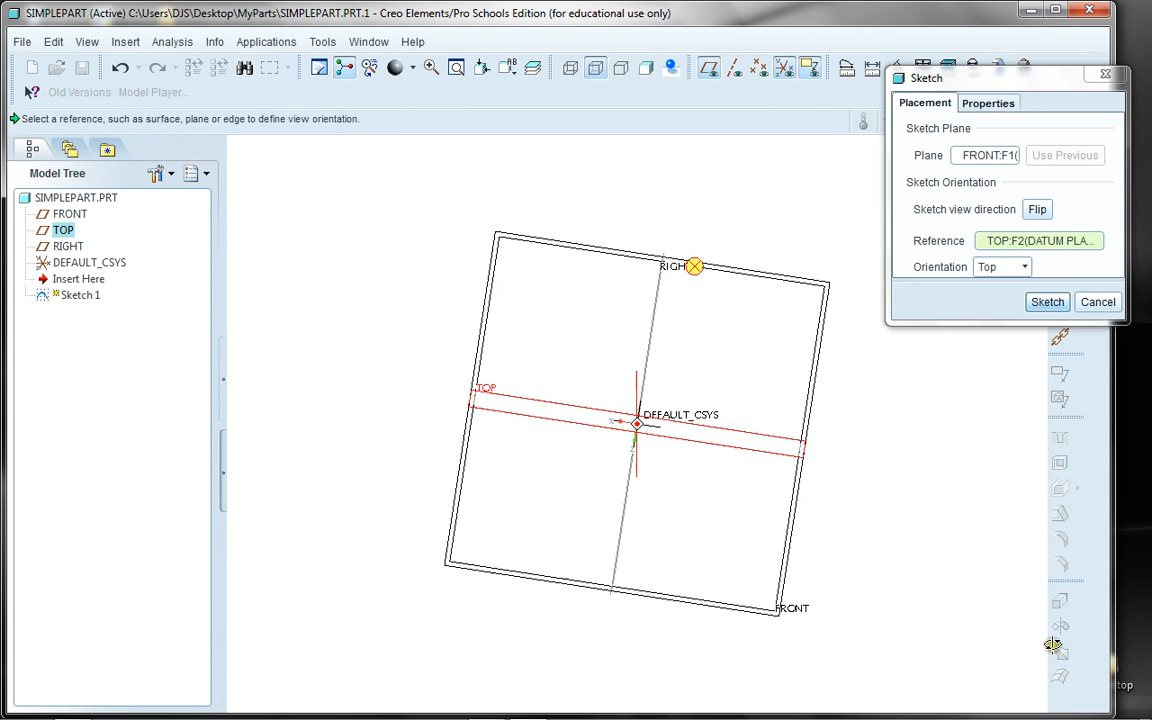 SIMPLEPART (Active) C:\Users\DJS\Desktop\MyParts\SIMPLEPART.PRT.1 - Creo Elements/Pro Schools Edition (for educational use only)
File Edit View Insert Analysis Info Applications Tools Window Help
Old Versions Model Player...
Select a reference, such as surface, plane or edge to define view orientation.
Model Tree
SIMPLEPART.PRT
FRONT
TOP
RIGHT
DEFAULT_CSYS
Insert Here
Sketch 1
RIGH
TOP
DEFAULT_CSYS
X
FRONT
Sketch
Placement Properties
Sketch Plane
Plane FRONT:F1( Use Previous
Sketch Orientation
Sketch view direction Flip
Reference TOP:F2(DATUM PLA...
Orientation Top
Sketch Cancel
top